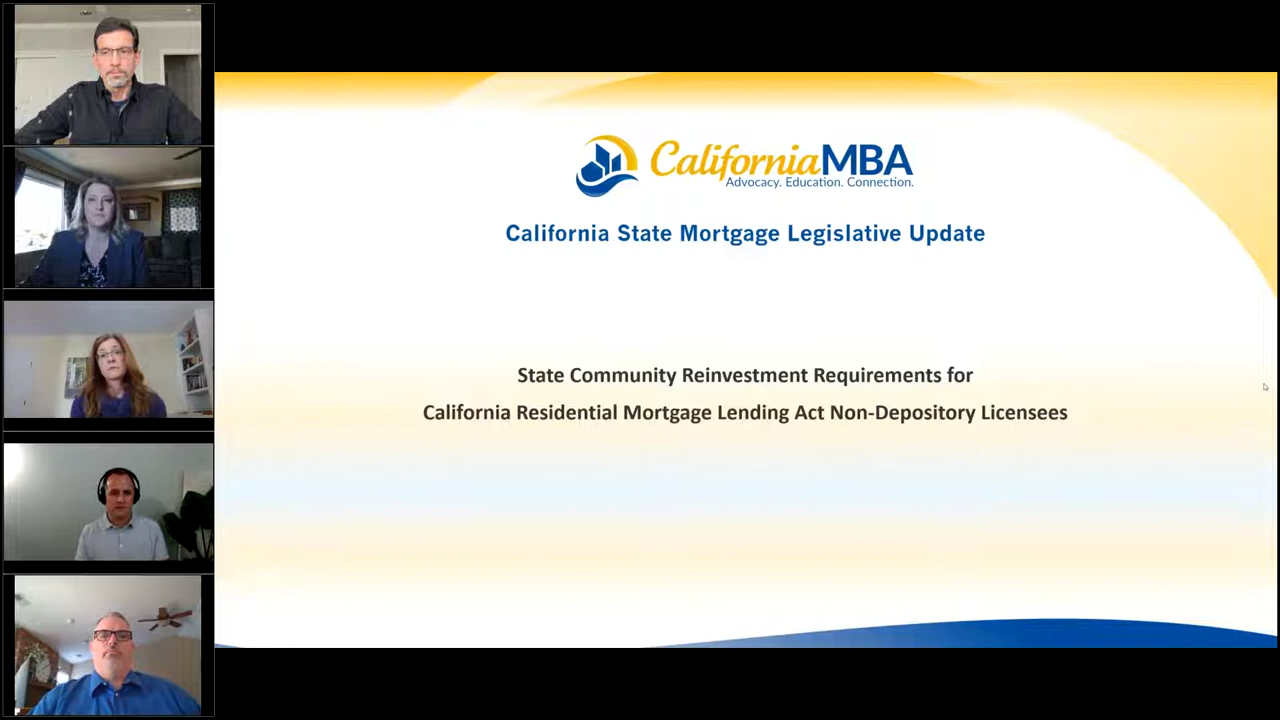 CaliforniaMBA
Advocacy. Education. Connection.
California State Mortgage Legislative Update
State Community Reinvestment Requirements for
California Residential Mortgage Lending Act Non-Depository Licensees